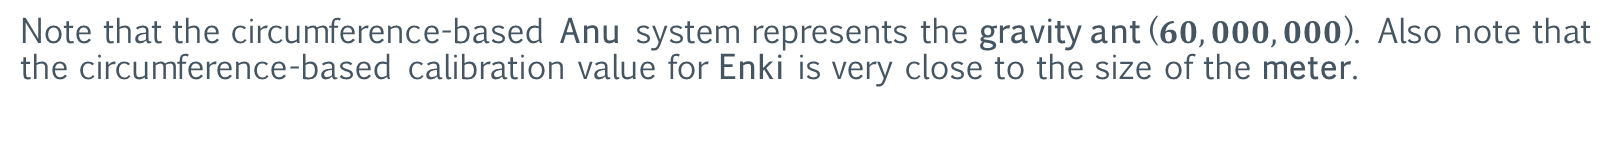 Note that the circumference-based Anu system represents the gravity ant (60,000,000). Also note that
the circumference-based calibration value for Enki is very close to the size of the meter.